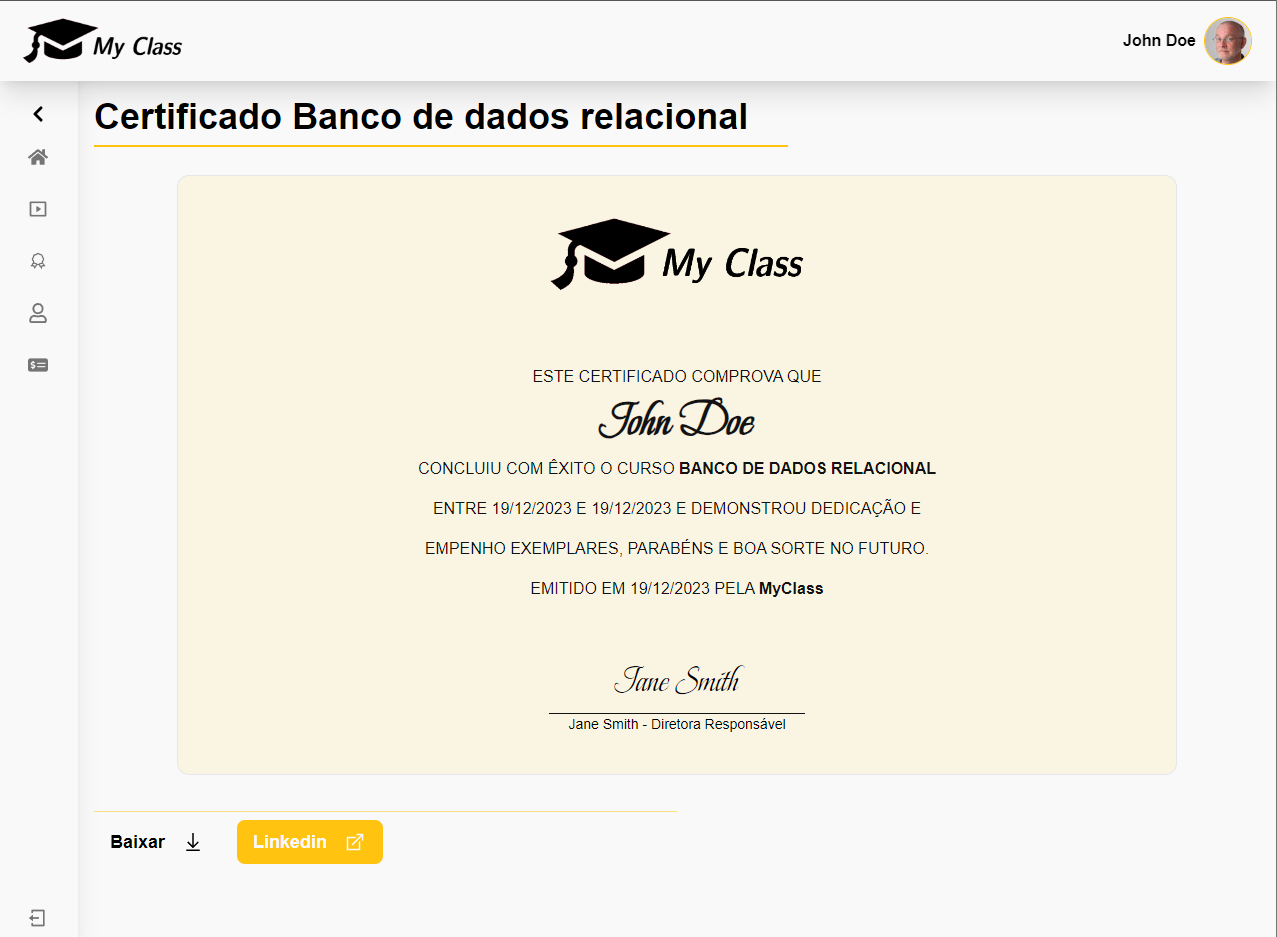 My Class
John Doe
Certificado Banco de dados relacional
My Class
ESTE CERTIFICADO COMPROVA QUE
John Doe
CONCLUIU COM ÊXITO O CURSO BANCO DE DADOS RELACIONAL
ENTRE 19/12/2023 E 19/12/2023 E DEMONSTROU DEDICAÇÃO E
EMPENHO EXEMPLARES, PARABÉNS E BOA SORTE NO FUTURO.
EMITIDO EM 19/12/2023 PELA MyClass
Jane Smith
Jane Smith - Diretora Responsável
Baixar
Linkedin